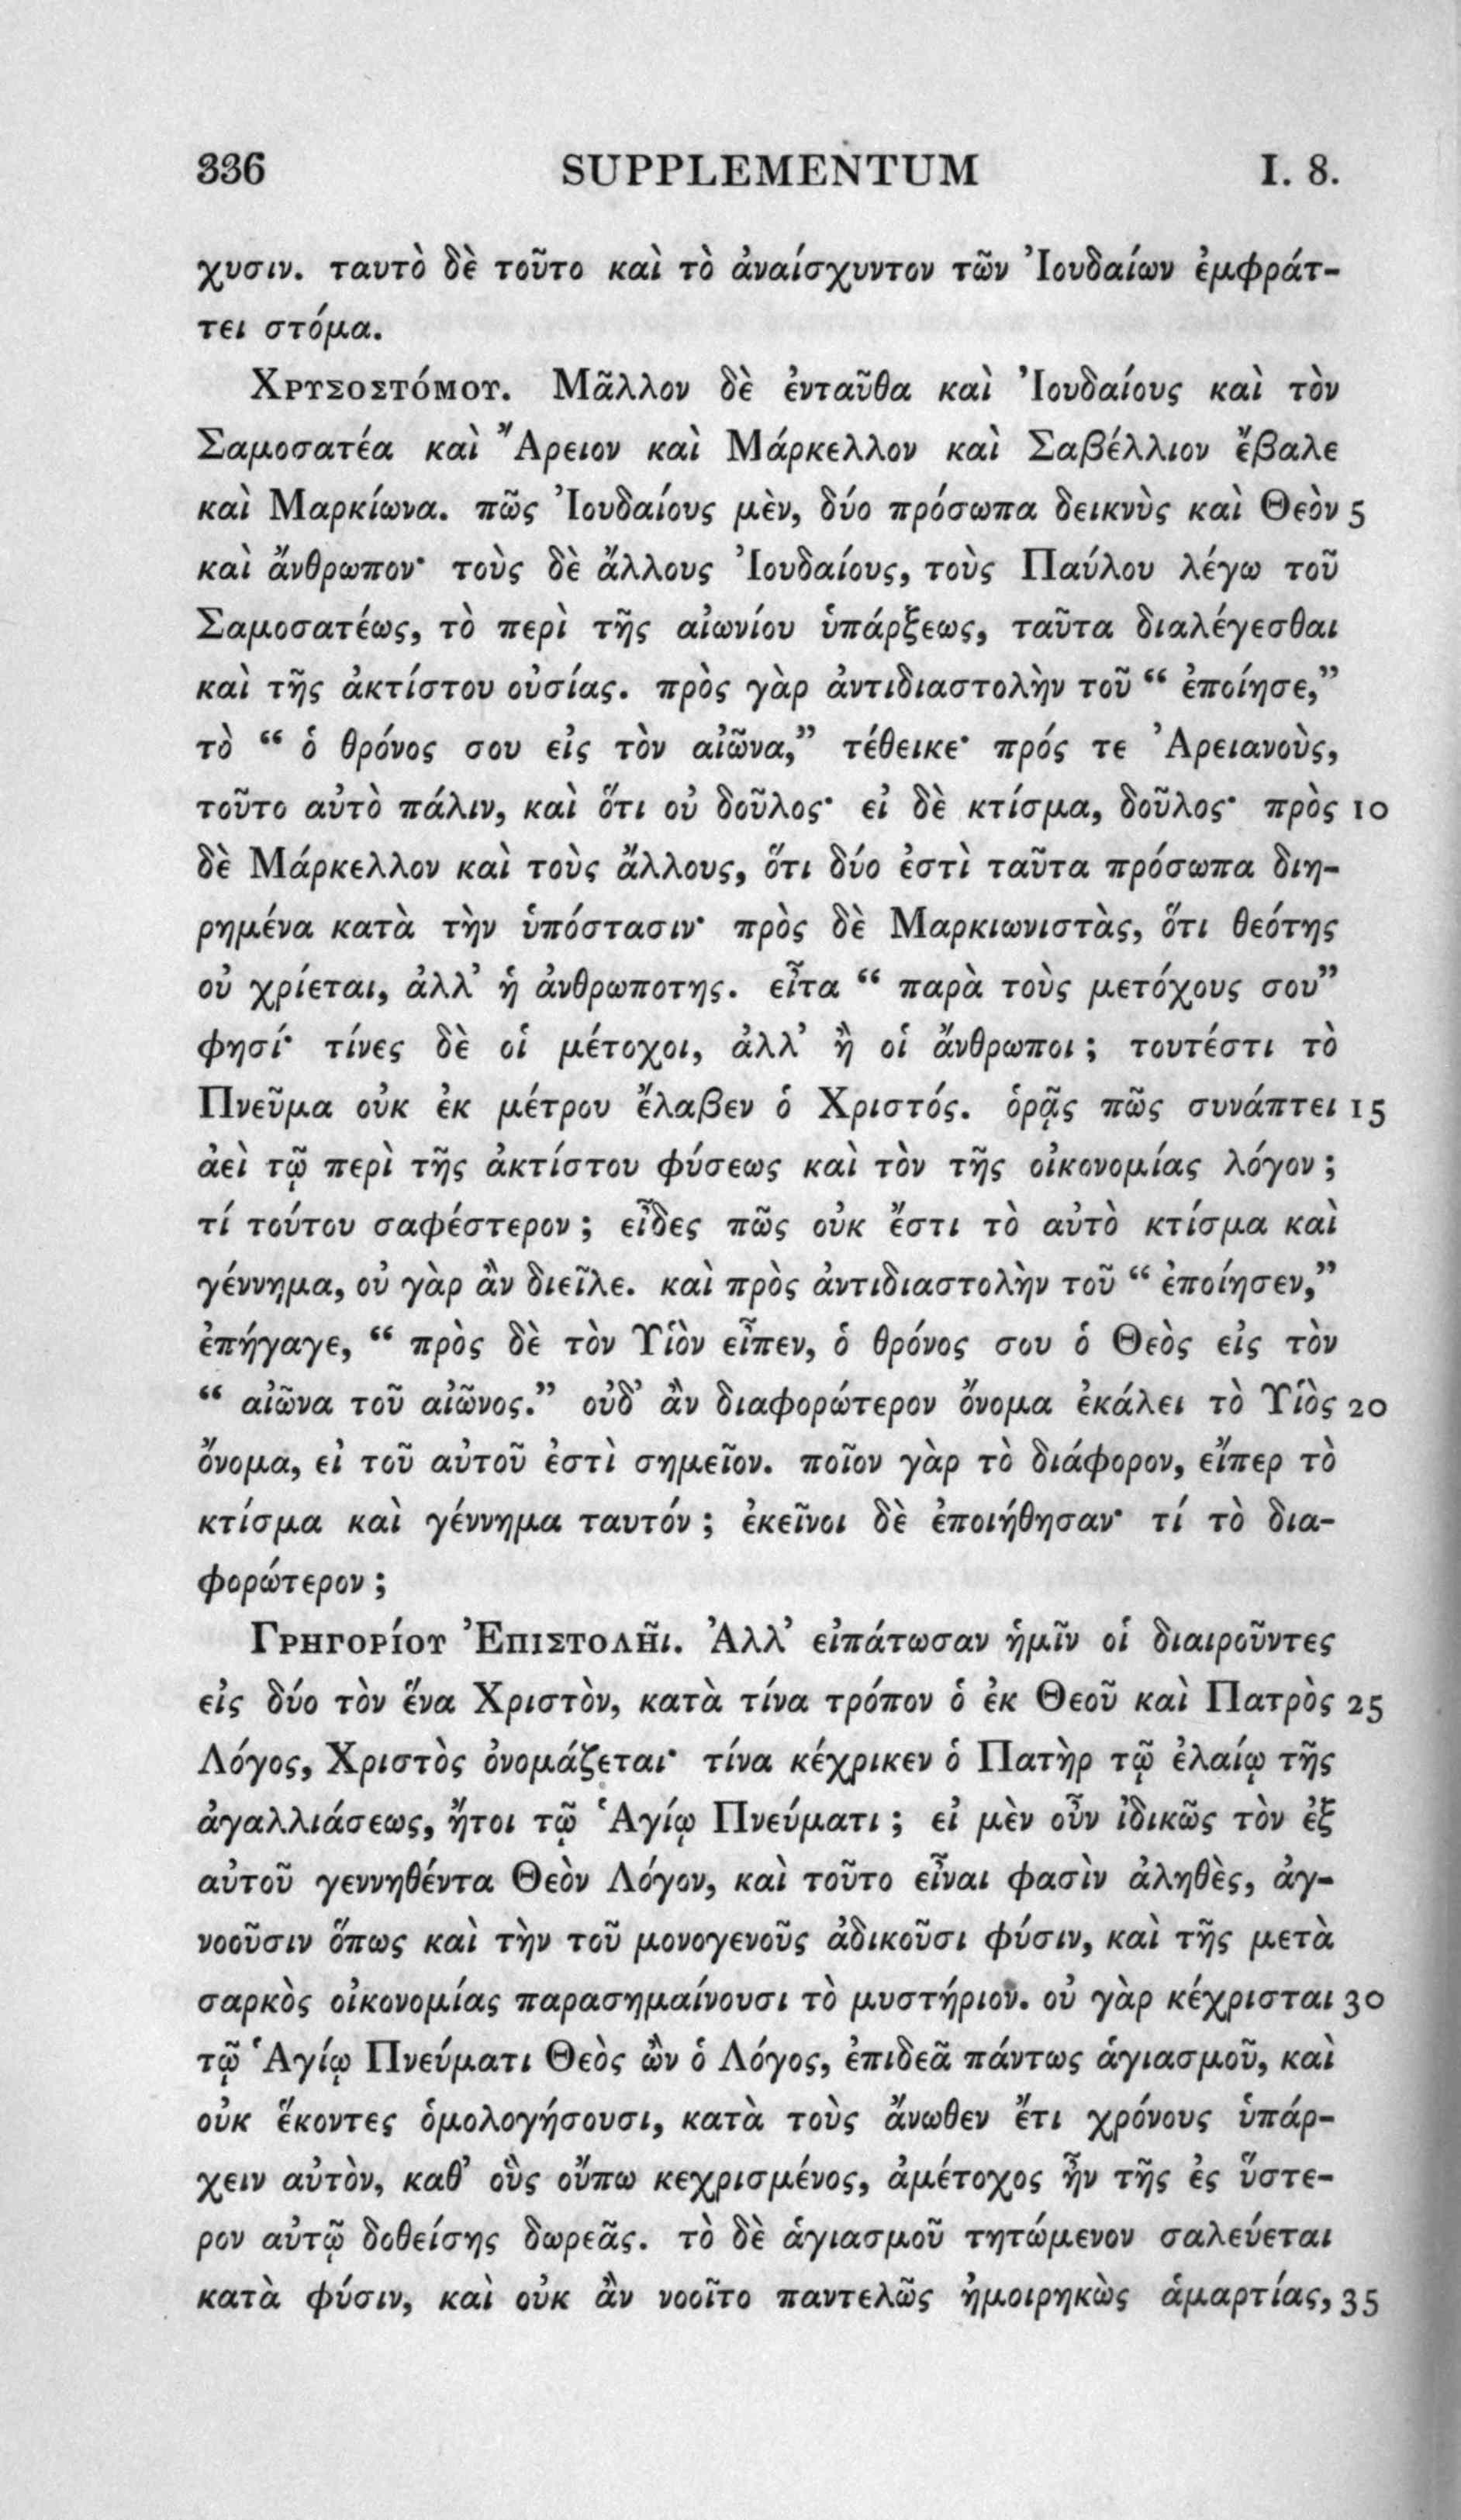 336 SUPPLEMENTUM I. 8.
χυσιν. ταυτὸ δὲ τοῦτο καὶ τὸ ἀναίσχυντον τῶν Ἰουδαίων ἐμφράτ-
τει στόμα.
Χρυσοστόμου. Μᾶλλον δὲ ἐνταῦθα καὶ Ἰουδαίους καὶ τὸν
Σαμοσατέα καὶ Ἄρειον καὶ Μάρκελλον καὶ Σαβέλλιον ἔβαλε
καὶ Μαρκίωνα. πῶς Ἰουδαίους μὲν, δύο πρόσωπα δεικνὺς καὶ Θεὸν 5
καὶ ἄνθρωπον· τοὺς δὲ ἄλλους Ἰουδαίους, τοὺς Παύλου λέγω τοῦ
Σαμοσατέως, τὸ περὶ τῆς αἰωνίου ὑπάρξεως, ταῦτα διαλέγεσθαι
καὶ τῆς ἀκτίστου οὐσίας. πρὸς γὰρ ἀντιδιαστολὴν τοῦ “ ἐποίησε,”
τὸ “ ὁ θρόνος σου εἰς τὸν αἰῶνα,” τέθεικε· πρός τε Ἀρειανοὺς,
τοῦτο αὐτὸ πάλιν, καὶ ὅτι οὐ δοῦλος· εἰ δὲ κτίσμα, δοῦλος· πρὸς 10
δὲ Μάρκελλον καὶ τοὺς ἄλλους, ὅτι δύο ἐστὶ ταῦτα πρόσωπα διη-
ρημένα κατὰ τὴν ὑπόστασιν· πρὸς δὲ Μαρκιωνιστὰς, ὅτι θεότης
οὐ χρίεται, ἀλλ’ ἡ ἀνθρωποτης. εἶτα “ παρὰ τοὺς μετόχους σου”
φησί· τίνες δὲ οἱ μέτοχοι, ἀλλ’ ἢ οἱ ἄνθρωποι ; τουτέστι τὸ
Πνεῦμα οὐκ ἐκ μέτρου ἔλαβεν ὁ Χριστός. ὁρᾷς πῶς συνάπτει 15
ἀεὶ τῷ περὶ τῆς ἀκτίστου φύσεως καὶ τὸν τῆς οἰκονομίας λόγον ;
τί τούτου σαφέστερον ; εἶδες πῶς οὐκ ἔστι τὸ αὐτὸ κτίσμα καὶ
γέννημα, οὐ γὰρ ἂν διεῖλε. καὶ πρὸς ἀντιδιαστολὴν τοῦ “ ἐποίησεν,”
ἐπήγαγε, “ πρὸς δὲ τὸν Υἱὸν εἶπεν, ὁ θρόνος σου ὁ Θεὸς εἰς τὸν
“ αἰῶνα τοῦ αἰῶνος.” οὐδ’ ἂν διαφορώτερον ὄνομα ἐκάλει τὸ Υἱὸς 20
ὄνομα, εἰ τοῦ αὐτοῦ ἐστὶ σημεῖον. ποῖον γὰρ τὸ διάφορον, εἴπερ τὸ
κτίσμα καὶ γέννημα ταυτόν ; ἐκεῖνοι δὲ ἐποιήθησαν· τί τὸ δια-
φορώτερον ;
Γρηγορίου Ἐπιστολῆι. Ἀλλ’ εἰπάτωσαν ἡμῖν οἱ διαιροῦντες
εἰς δύο τὸν ἕνα Χριστὸν, κατὰ τίνα τρόπον ὁ ἐκ Θεοῦ καὶ Πατρὸς 25
Λόγος, Χριστὸς ὀνομάζεται· τίνα κέχρικεν ὁ Πατὴρ τῷ ἐλαίῳ τῆς
ἀγαλλιάσεως, ἤτοι τῷ Ἁγίῳ Πνεύματι ; εἰ μὲν οὖν ἰδικῶς τὸν ἐξ
αὐτοῦ γεννηθέντα Θεὸν Λόγον, καὶ τοῦτο εἶναι φασὶν ἀληθὲς, ἀγ-
νοοῦσιν ὅπως καὶ τὴν τοῦ μονογενοῦς ἀδικοῦσι φύσιν, καὶ τῆς μετὰ
σαρκὸς οἰκονομίας παρασημαίνουσι τὸ μυστήριον. οὐ γὰρ κέχρισται 30
τῷ Ἁγίῳ Πνεύματι Θεὸς ὢν ὁ Λόγος, ἐπιδεᾶ πάντως ἁγιασμοῦ, καὶ
οὐκ ἕκοντες ὁμολογήσουσι, κατὰ τοὺς ἄνωθεν ἔτι χρόνους ὑπάρ-
χειν αὐτὸν, καθ’ οὓς οὔπω κεχρισμένος, ἀμέτοχος ἦν τῆς ἐς ὕστε-
ρον αὐτῷ δοθείσης δωρεᾶς. τὸ δὲ ἁγιασμοῦ τητώμενον σαλεύεται
κατὰ φύσιν, καὶ οὐκ ἂν νοοῖτο παντελῶς ἠμοιρηκὼς ἁμαρτίας, 35